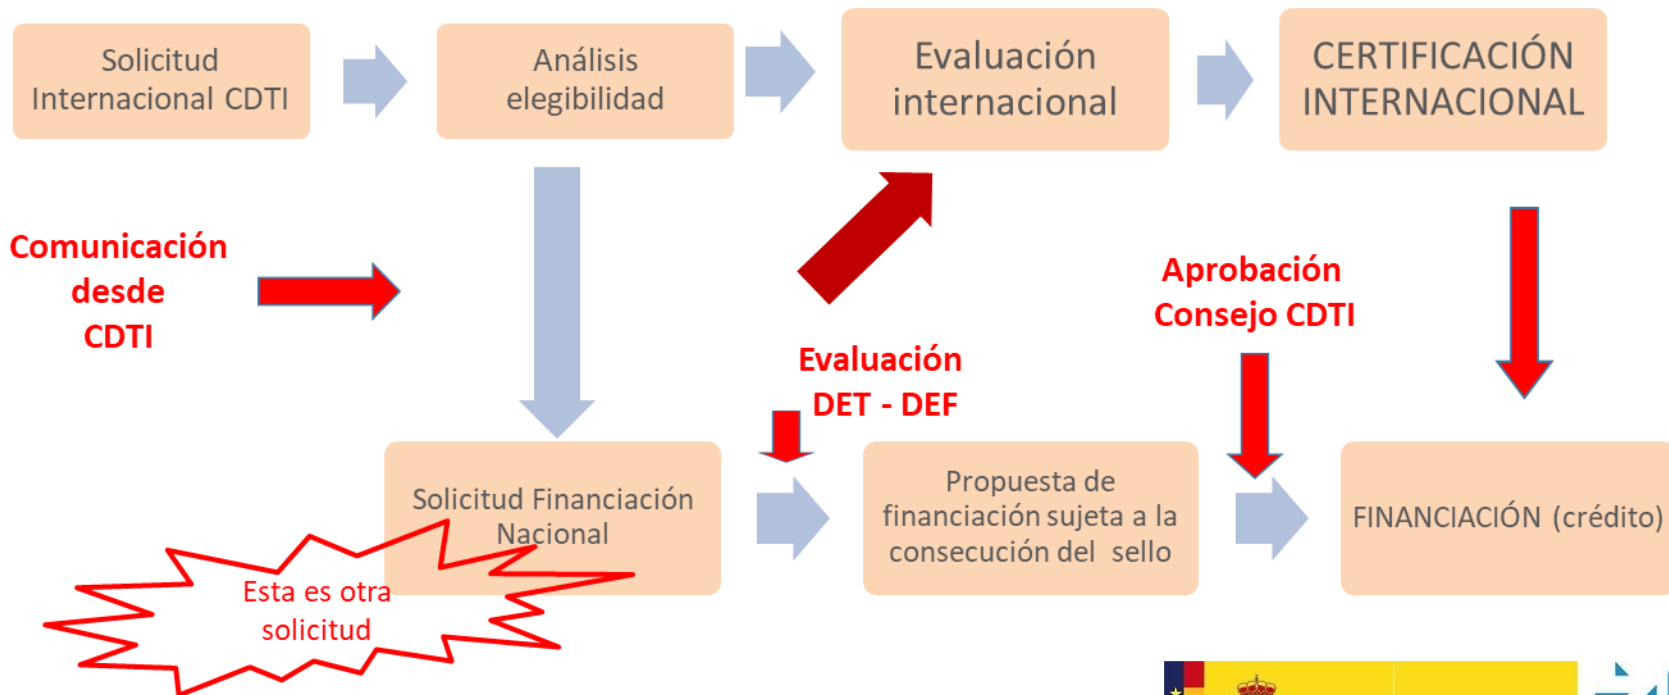 Solicitud
Internacional CDTI
Análisis
elegibilidad
Evaluación
internacional
CERTIFICACIÓN
INTERNACIONAL
Comunicación
desde
CDTI
Aprobación
Consejo CDTI
Evaluación
DET - DEF
Solicitud Financiación
Nacional
Propuesta de
financiación sujeta a la
consecución del sello
FINANCIACIÓN (crédito)
Esta es otra
solicitud